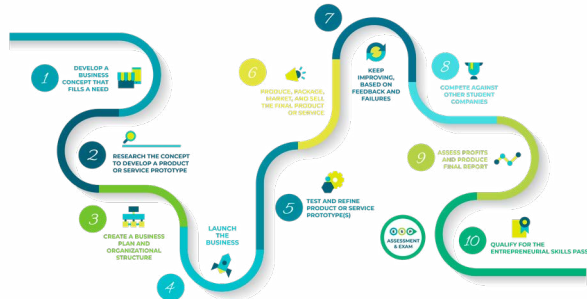 1
DEVELOP A
BUSINESS
CONCEPT THAT
FILLS A NEED
2
RESEARCH THE CONCEPT
TO DEVELOP A PRODUCT
OR SERVICE PROTOTYPE
3
CREATE A BUSINESS
PLAN AND
ORGANIZATIONAL
STRUCTURE
4
LAUNCH
THE
BUSINESS
5
TEST AND REFINE
PRODUCT OR SERVICE
PROTOTYPE(S)
6
PRODUCE, PACKAGE,
MARKET, AND SELL
THE FINAL PRODUCT
OR SERVICE
7
KEEP
IMPROVING,
BASED ON
FEEDBACK AND
FAILURES
8
COMPETE AGAINST
OTHER STUDENT
COMPANIES
9
ASSESS PROFITS
AND PRODUCE
FINAL REPORT
ASSESSMENT
& EXAM
10
QUALIFY FOR THE
ENTREPRENEURIAL SKILLS PASS